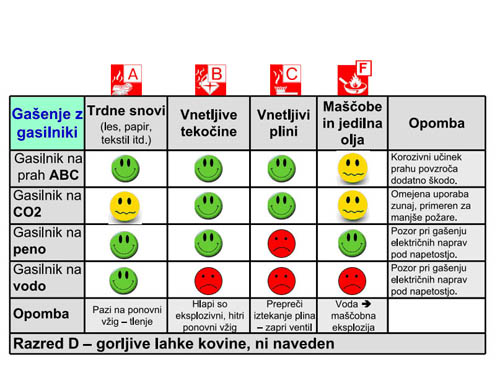 A B C F
Gašenje z
gasilniki
Trdne snovi
(les, papir,
tekstil itd.)
Vnetljive
tekočine
Vnetljivi
plini
Maščobe
in jedilna
olja
Opomba
Gasilnik na
prah ABC
Korozivni učinek
prahu povzroča
dodatno škodo.
Gasilnik na
CO2
Omejena uporaba
zunaj, primeren za
manjše požare.
Gasilnik na
peno
Pozor pri gašenju
električnih naprav
pod napetostjo.
Gasilnik na
vodo
Pozor pri gašenju
električnih naprav
pod napetostjo.
Opomba
Pazi na ponovni
vžig – tlenje
Hlapi so
eksplozivni, hitri
ponovni vžig
Prepreči
iztekanje plina
– zapri ventil
Voda ➔
maščobna
eksplozija
Razred D – gorljive lahke kovine, ni naveden